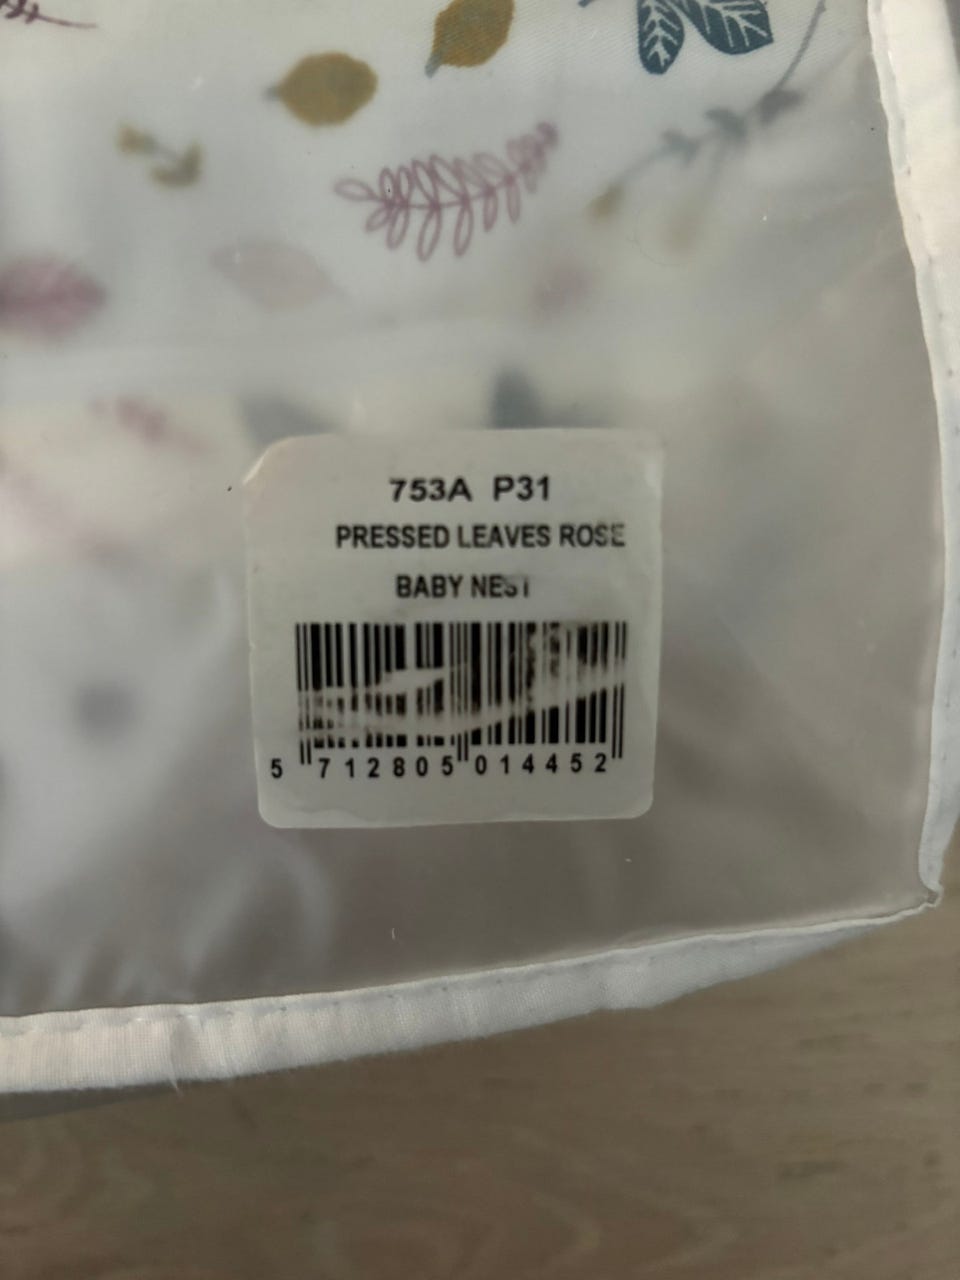 753A P31
PRESSED LEAVES ROSE
BABY NEST
5 712805 014452